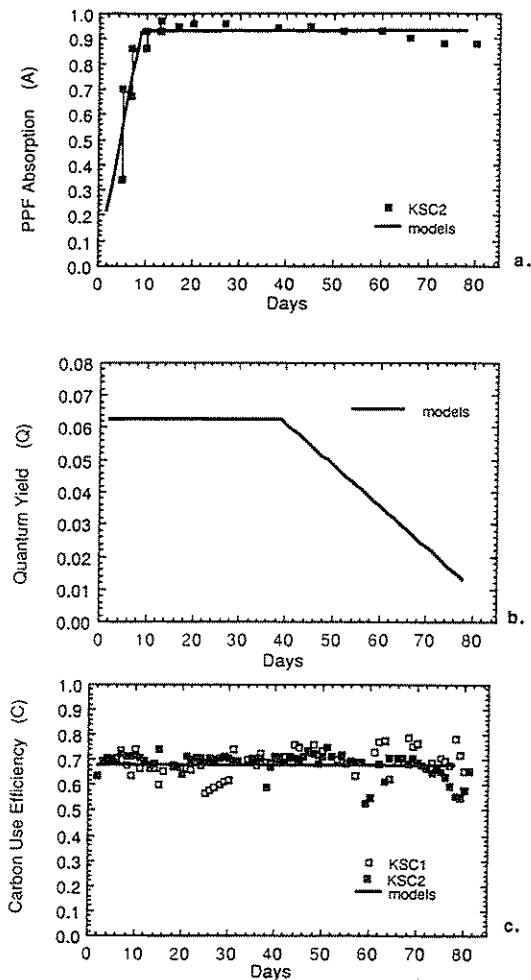 1.0
0.9
0.8
0.7
0.6
0.5
0.4
0.3
0.2
0.1
0.0
PPF Absorption (A)
KSC2
models
0 10 20 30 40 50 60 70 80
Days
a.
0.08
0.07
0.06
0.05
0.04
0.03
0.02
0.01
0.00
Quantum Yield (Q)
models
0 10 20 30 40 50 60 70 80
Days
b.
1.0
0.9
0.8
0.7
0.6
0.5
0.4
0.3
0.2
0.1
0.0
Carbon Use Efficiency (C)
KSC1
KSC2
models
0 10 20 30 40 50 60 70 80
Days
c.